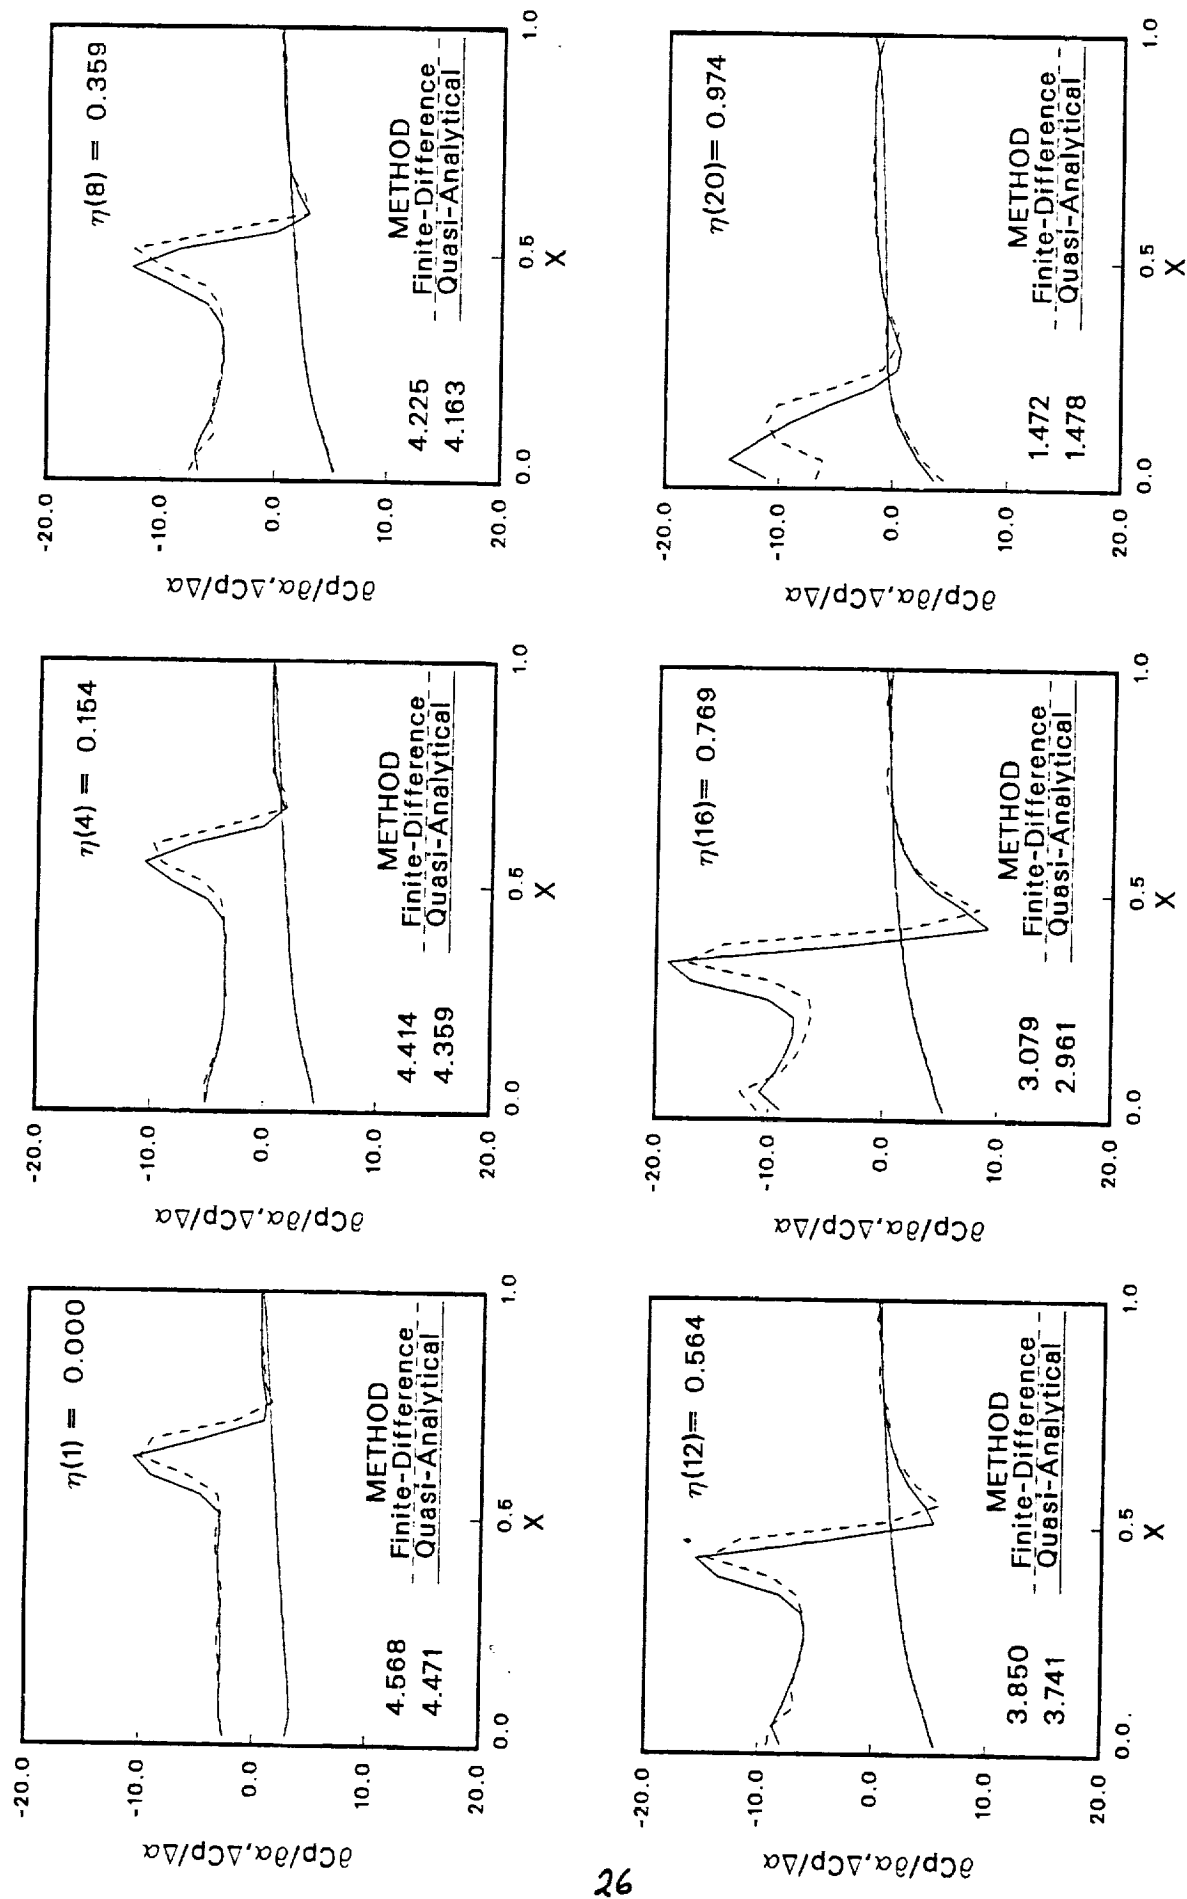 η(1) = 0.000
-20.0
-10.0
0.0
10.0
20.0
∂Cp/∂α,ΔCp/Δα
4.568
4.471
METHOD
Finite-Difference
Quasi-Analytical
0.0
0.5
1.0
X
η(4) = 0.154
-20.0
-10.0
0.0
10.0
20.0
∂Cp/∂α,ΔCp/Δα
4.414
4.359
METHOD
Finite-Difference
Quasi-Analytical
0.0
0.5
1.0
X
η(8) = 0.359
-20.0
-10.0
0.0
10.0
20.0
∂Cp/∂α,ΔCp/Δα
4.225
4.163
METHOD
Finite-Difference
Quasi-Analytical
0.0
0.5
1.0
X
η(12)= 0.564
-20.0
-10.0
0.0
10.0
20.0
∂Cp/∂α,ΔCp/Δα
3.850
3.741
METHOD
Finite-Difference
Quasi-Analytical
0.0
0.5
1.0
X
η(16)= 0.769
-20.0
-10.0
0.0
10.0
20.0
∂Cp/∂α,ΔCp/Δα
3.079
2.961
METHOD
Finite-Difference
Quasi-Analytical
0.0
0.5
1.0
X
η(20)= 0.974
-20.0
-10.0
0.0
10.0
20.0
∂Cp/∂α,ΔCp/Δα
1.472
1.478
METHOD
Finite-Difference
Quasi-Analytical
0.0
0.5
1.0
X
26